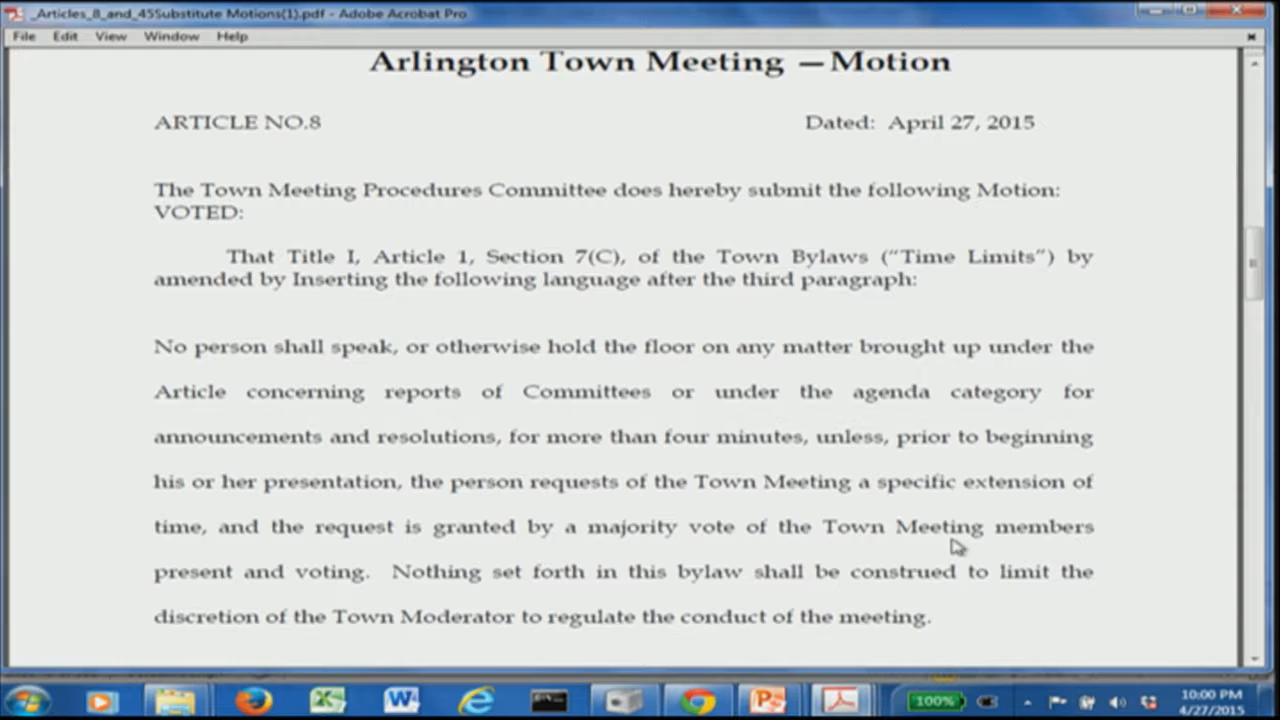 _Articles_8_and_45Substitute Motions(1).pdf - Adobe Acrobat Pro
File Edit View Window Help
Arlington Town Meeting — Motion
ARTICLE NO.8 Dated: April 27, 2015
The Town Meeting Procedures Committee does hereby submit the following Motion:
VOTED:
That Title I, Article 1, Section 7(C), of the Town Bylaws (“Time Limits”) by
amended by Inserting the following language after the third paragraph:
No person shall speak, or otherwise hold the floor on any matter brought up under the
Article concerning reports of Committees or under the agenda category for
announcements and resolutions, for more than four minutes, unless, prior to beginning
his or her presentation, the person requests of the Town Meeting a specific extension of
time, and the request is granted by a majority vote of the Town Meeting members
present and voting. Nothing set forth in this bylaw shall be construed to limit the
discretion of the Town Moderator to regulate the conduct of the meeting.
100% 10:00 PM
4/27/2015